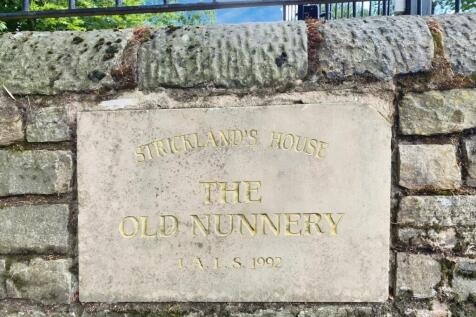 STRICKLAND'S HOUSE
THE
OLD NUNNERY
J. A. L. S. 1992